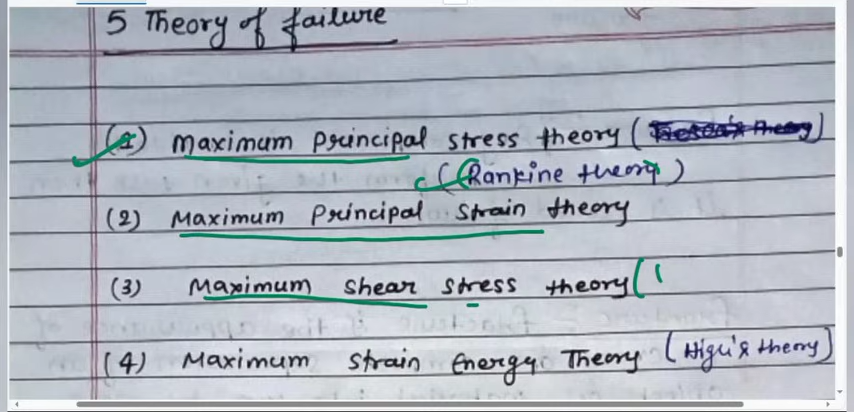 5 Theory of failure
(1) Maximum Principal stress theory (
(Rankine theory)
(2) Maximum Principal Strain theory
(3) Maximum Shear Stress theory (
(4) Maximum Strain Energy Theory (Higu's theory)